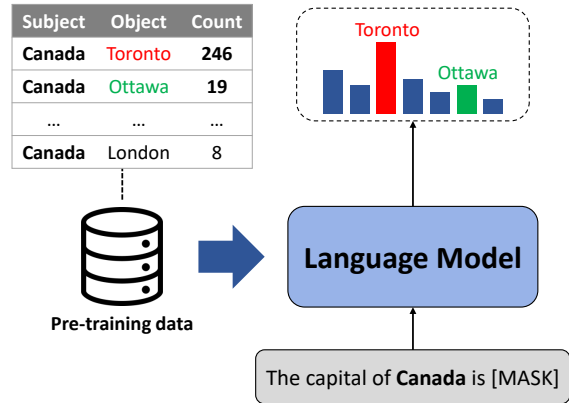 Subject Object Count
Canada Toronto 246
Canada Ottawa 19
... ... ...
Canada London 8
Pre-training data
Toronto
Ottawa
Language Model
The capital of Canada is [MASK]